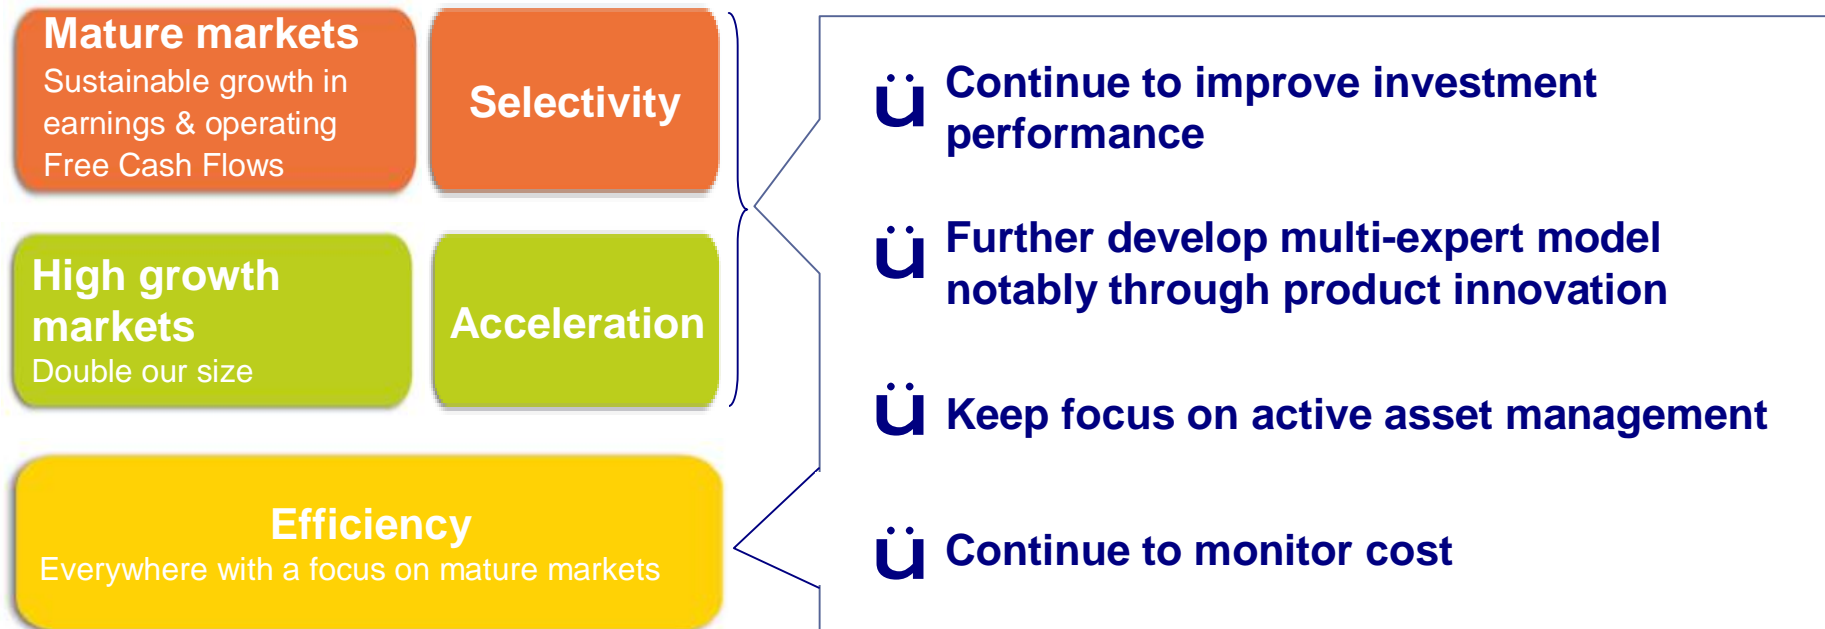 Mature markets
Sustainable growth in
earnings & operating
Free Cash Flows
Selectivity
High growth
markets
Double our size
Acceleration
Efficiency
Everywhere with a focus on mature markets
ü Continue to improve investment
performance
ü Further develop multi-expert model
notably through product innovation
ü Keep focus on active asset management
ü Continue to monitor cost